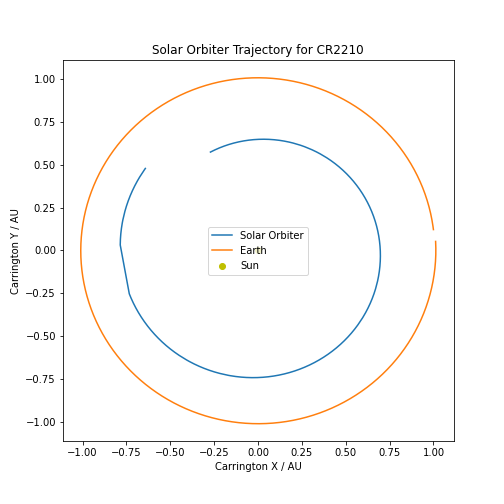 Solar Orbiter Trajectory for CR2210
1.00
0.75
0.50
0.25
0.00
−0.25
−0.50
−0.75
−1.00
Carrington Y / AU
Solar Orbiter
Earth
Sun
−1.00 −0.75 −0.50 −0.25 0.00 0.25 0.50 0.75 1.00
Carrington X / AU